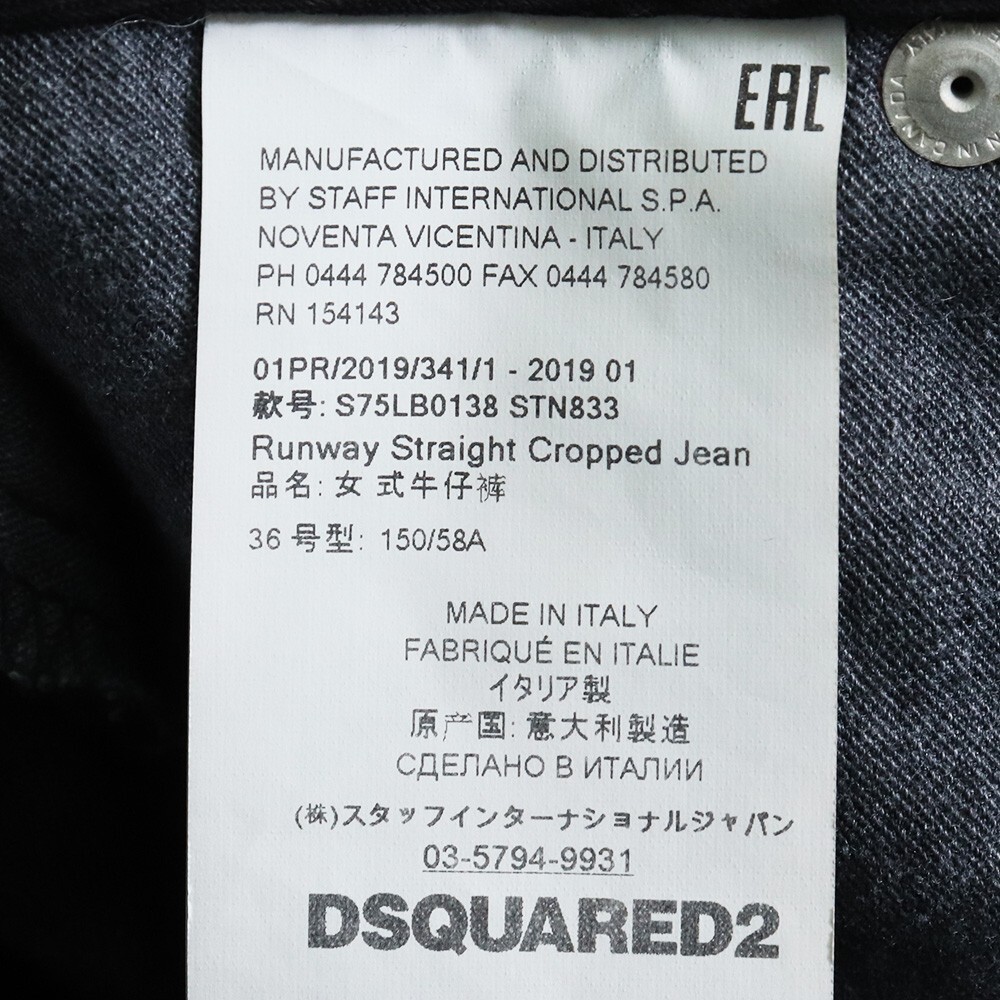 EAC
MANUFACTURED AND DISTRIBUTED
BY STAFF INTERNATIONAL S.P.A.
NOVENTA VICENTINA - ITALY
PH 0444 784500 FAX 0444 784580
RN 154143
01PR/2019/341/1 - 2019 01
款号: S75LB0138 STN833
Runway Straight Cropped Jean
品名: 女 式牛仔裤
36 号型: 150/58A
MADE IN ITALY
FABRIQUÉ EN ITALIE
イタリア製
原产国: 意大利製造
СДЕЛАНО В ИТАЛИИ
(株)スタッフインターナショナルジャパン
03-5794-9931
DSQUARED2